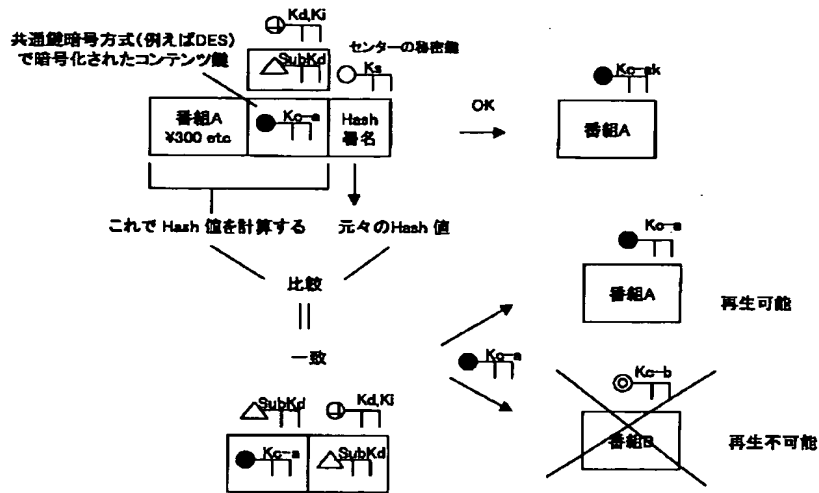 Kd,Ki
共通鍵暗号方式(例えばDES)
で暗号化されたコンテンツ鍵
SubKd
センターの秘密鍵
Ks
番組A
¥300 etc
Kc-a
Hash
署名
OK
Kc-sk
番組A
これで Hash 値を計算する
元々のHash 値
比較
一致
Kc-a
番組A
再生可能
Kc-a
Kc-b
番組B
再生不可能
SubKd
Kd,Ki
Kc-a
SubKd